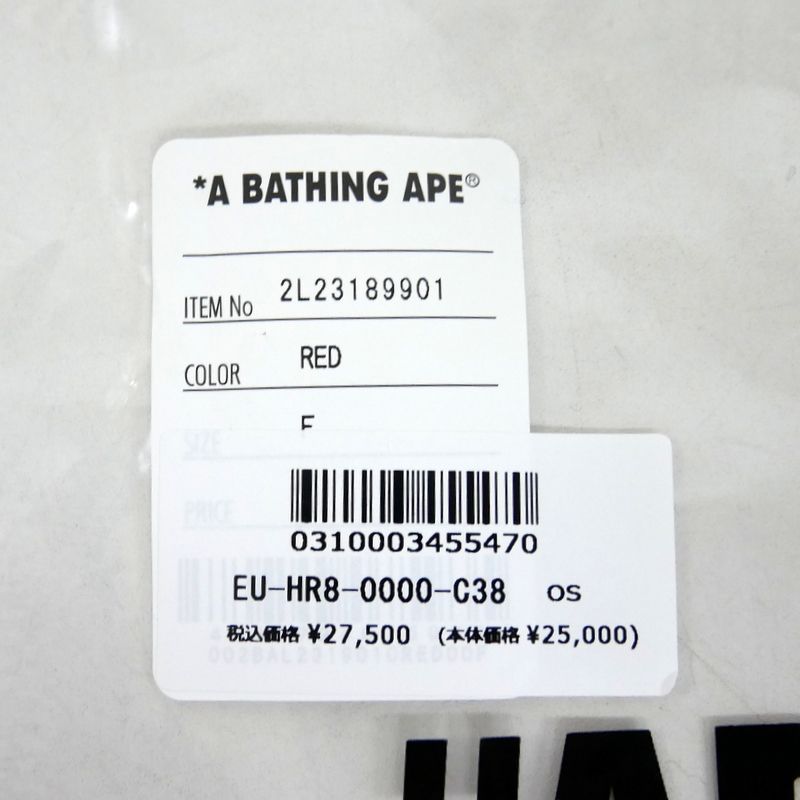 *A BATHING APE®
ITEM No 2L23189901
COLOR RED
SIZE F
PRICE
0310003455470
EU-HR8-0000-C38 OS
税込価格 ¥27,500 (本体価格 ¥25,000)